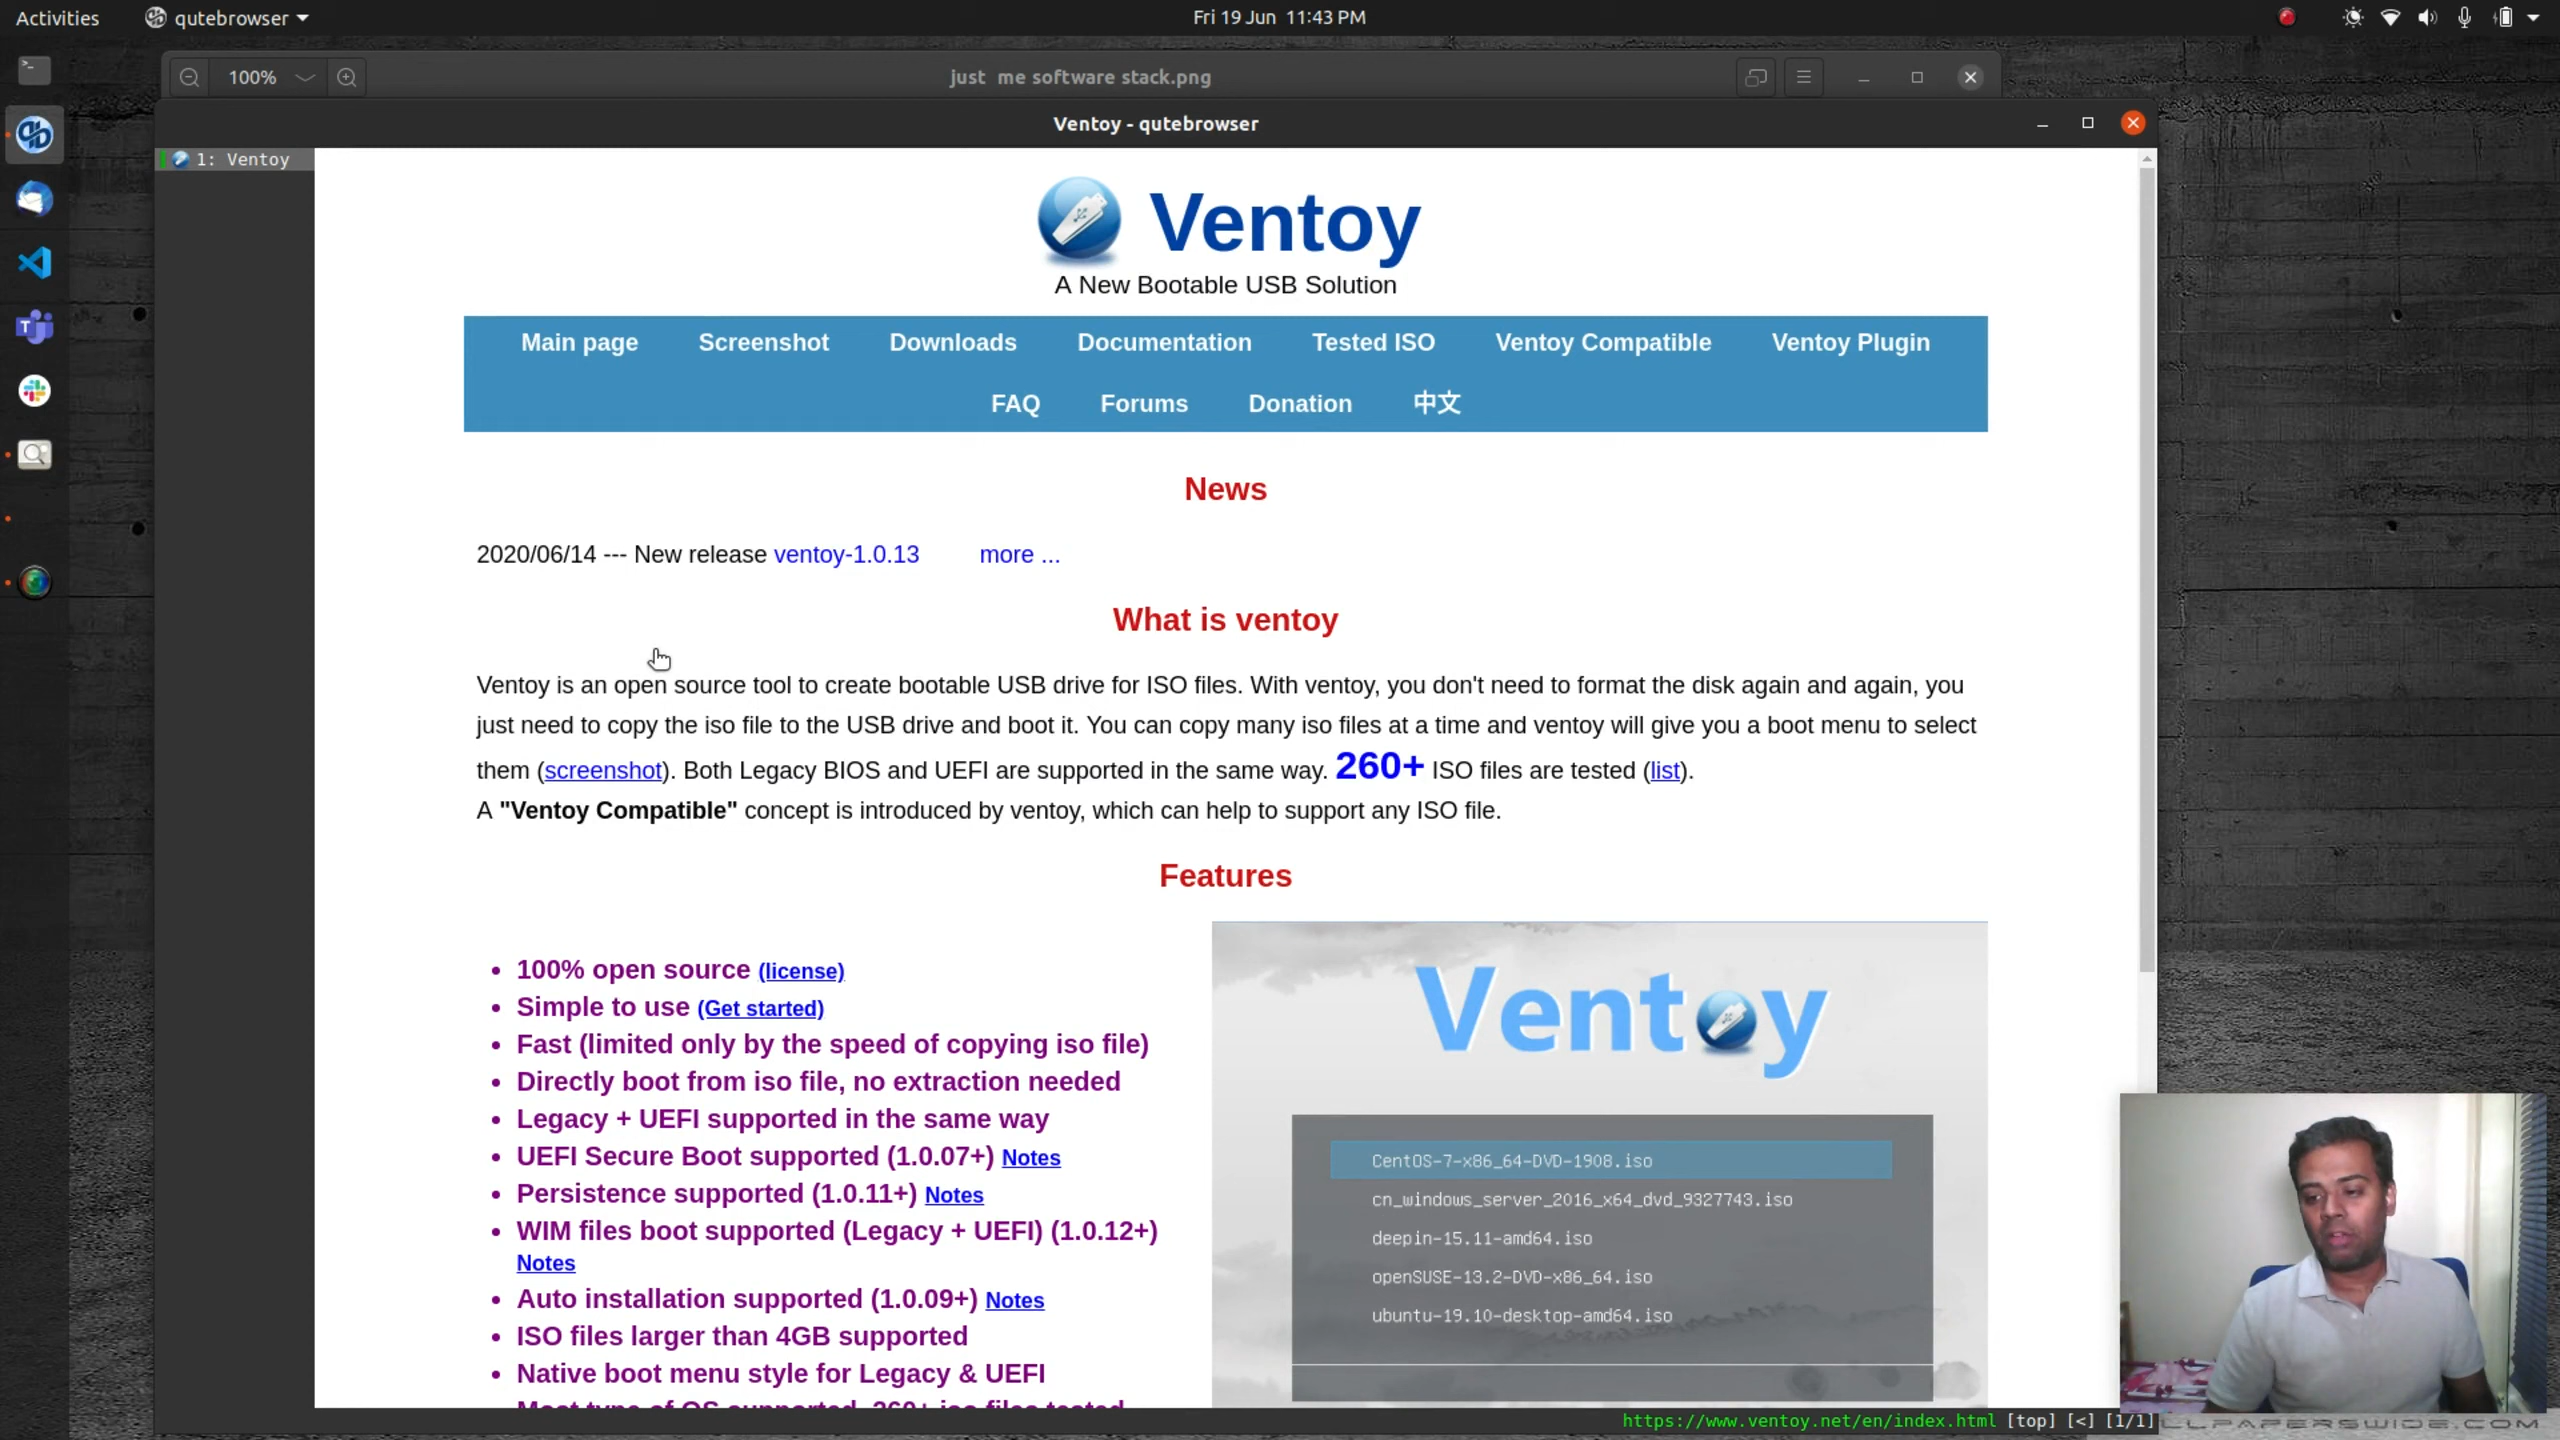 Activities
qutebrowser
Fri 19 Jun 11:43 PM
100%
just me software stack.png
Ventoy - qutebrowser
1: Ventoy
Ventoy
A New Bootable USB Solution
Main page Screenshot Downloads Documentation Tested ISO Ventoy Compatible Ventoy Plugin
FAQ Forums Donation 中文
News
2020/06/14 --- New release ventoy-1.0.13 more ...
What is ventoy
Ventoy is an open source tool to create bootable USB drive for ISO files. With ventoy, you don't need to format the disk again and again, you
just need to copy the iso file to the USB drive and boot it. You can copy many iso files at a time and ventoy will give you a boot menu to select
them (screenshot). Both Legacy BIOS and UEFI are supported in the same way. 260+ ISO files are tested (list).
A "Ventoy Compatible" concept is introduced by ventoy, which can help to support any ISO file.
Features
• 100% open source (license)
• Simple to use (Get started)
• Fast (limited only by the speed of copying iso file)
• Directly boot from iso file, no extraction needed
• Legacy + UEFI supported in the same way
• UEFI Secure Boot supported (1.0.07+) Notes
• Persistence supported (1.0.11+) Notes
• WIM files boot supported (Legacy + UEFI) (1.0.12+)
Notes
• Auto installation supported (1.0.09+) Notes
• ISO files larger than 4GB supported
• Native boot menu style for Legacy & UEFI
Most type of OS supported, 260+ iso files tested
Ventoy
CentOS-7-x86_64-DVD-1908.iso
cn_windows_server_2016_x64_dvd_9327743.iso
deepin-15.11-amd64.iso
openSUSE-13.2-DVD-x86_64.iso
ubuntu-19.10-desktop-amd64.iso
https://www.ventoy.net/en/index.html [top] [<] [1/1]
LLPAPERSWIDE.COM